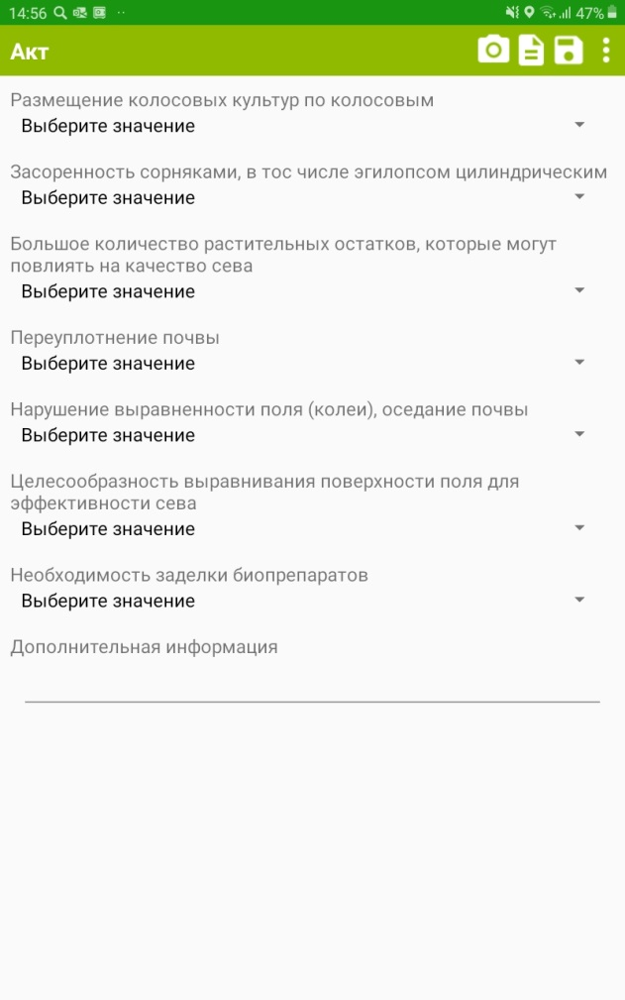 14:56
47%
Акт
Размещение колосовых культур по колосовым
Выберите значение
Засоренность сорняками, в тос числе эгилопсом цилиндрическим
Выберите значение
Большое количество растительных остатков, которые могут
повлиять на качество сева
Выберите значение
Переуплотнение почвы
Выберите значение
Нарушение выравненности поля (колеи), оседание почвы
Выберите значение
Целесообразность выравнивания поверхности поля для
эффективности сева
Выберите значение
Необходимость заделки биопрепаратов
Выберите значение
Дополнительная информация